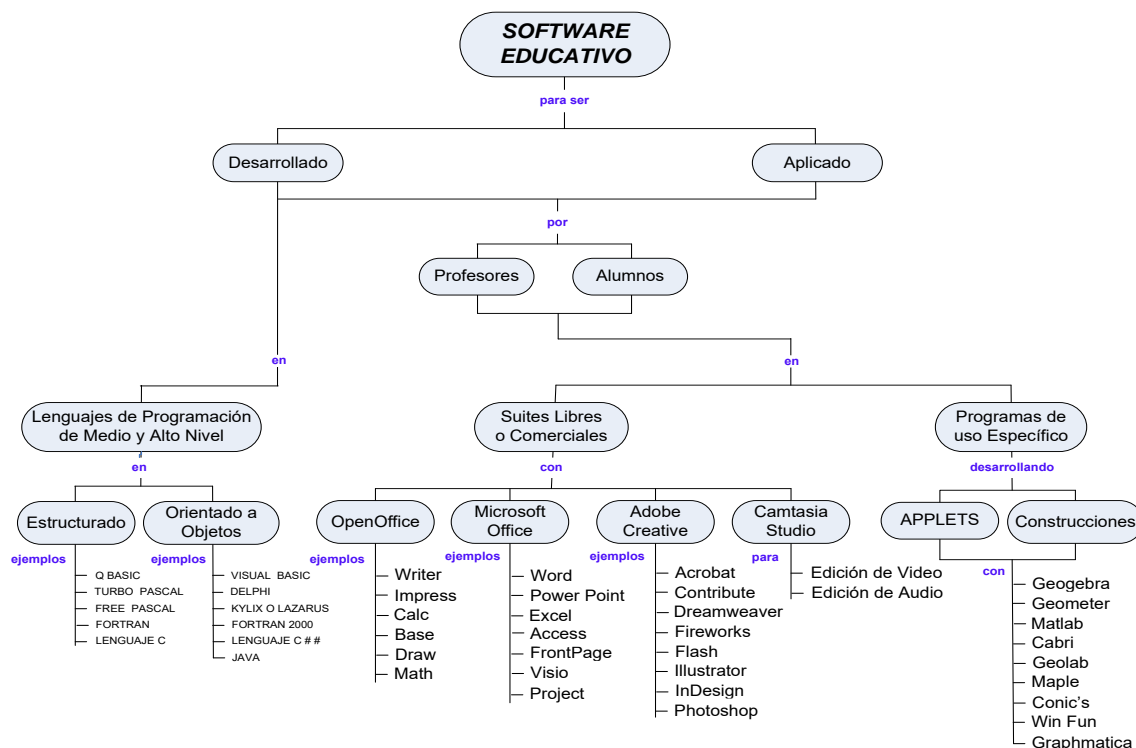 SOFTWARE
EDUCATIVO
para ser
Desarrollado
Aplicado
por
Profesores
Alumnos
en
en
Lenguajes de Programación
de Medio y Alto Nivel
Suites Libres
o Comerciales
Programas de
uso Específico
en
con
desarrollando
Estructurado
Orientado a
Objetos
OpenOffice
Microsoft
Office
Adobe
Creative
Camtasia
Studio
APPLETS
Construcciones
ejemplos
Q BASIC
TURBO PASCAL
FREE PASCAL
FORTRAN
LENGUAJE C
ejemplos
VISUAL BASIC
DELPHI
KYLIX O LAZARUS
FORTRAN 2000
LENGUAJE C # #
JAVA
ejemplos
Writer
Impress
Calc
Base
Draw
Math
ejemplos
Word
Power Point
Excel
Access
FrontPage
Visio
Project
ejemplos
Acrobat
Contribute
Dreamweaver
Fireworks
Flash
Illustrator
InDesign
Photoshop
para
Edición de Video
Edición de Audio
con
Geogebra
Geometer
Matlab
Cabri
Geolab
Maple
Conic's
Win Fun
Graphmatica